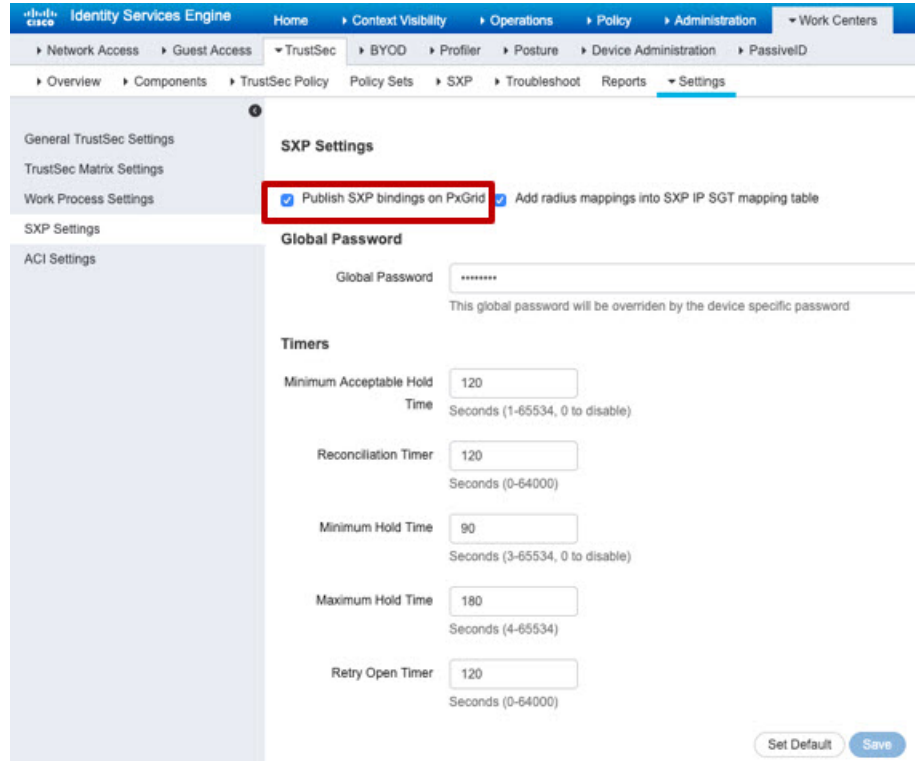 cisco Identity Services Engine Home Context Visibility Operations Policy Administration Work Centers
Network Access Guest Access TrustSec BYOD Profiler Posture Device Administration PassiveID
Overview Components TrustSec Policy Policy Sets SXP Troubleshoot Reports Settings
General TrustSec Settings
TrustSec Matrix Settings
Work Process Settings
SXP Settings
ACI Settings
SXP Settings
Publish SXP bindings on PxGrid Add radius mappings into SXP IP SGT mapping table
Global Password
Global Password ••••••••
This global password will be overriden by the device specific password
Timers
Minimum Acceptable Hold Time 120
Seconds (1-65534, 0 to disable)
Reconciliation Timer 120
Seconds (0-64000)
Minimum Hold Time 90
Seconds (3-65534, 0 to disable)
Maximum Hold Time 180
Seconds (4-65534)
Retry Open Timer 120
Seconds (0-64000)
Set Default Save